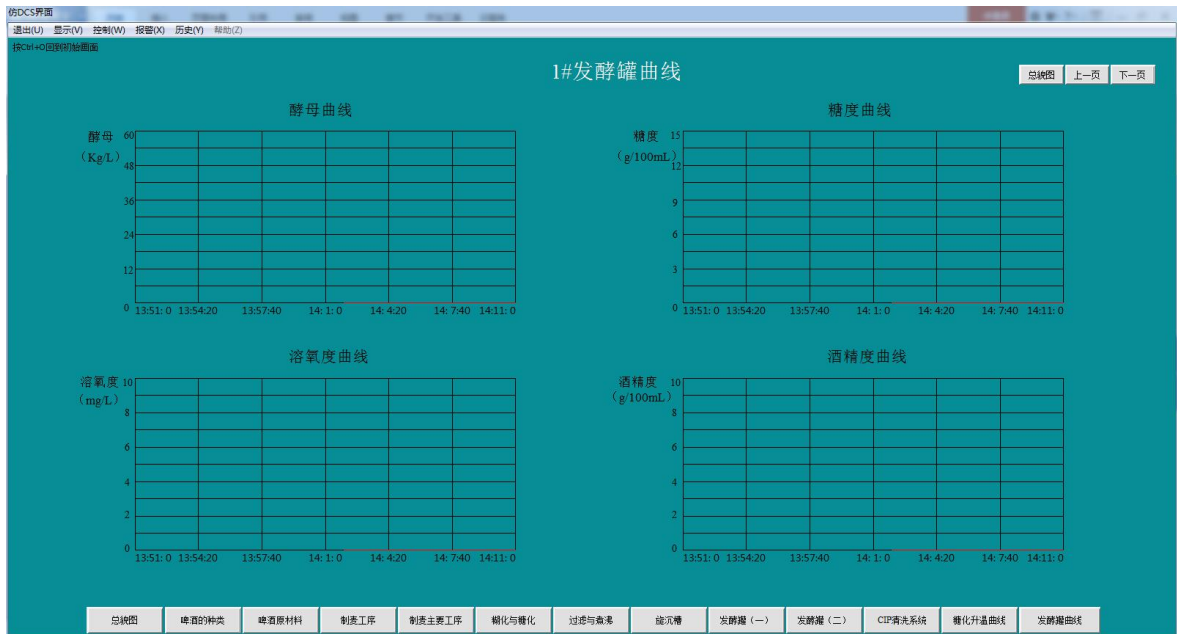 仿DCS界面
退出(U) 显示(V) 控制(W) 报警(X) 历史(Y) 帮助(Z)
按Ctrl+O回到初始画面
1#发酵罐曲线
总貌图 上一页 下一页
酵母曲线
酵母
(Kg/L)
60
48
36
24
12
0
13:51: 0 13:54:20 13:57:40 14: 1: 0 14: 4:20 14: 7:40 14:11: 0
糖度曲线
糖度
(g/100mL)
15
12
9
6
3
0
13:51: 0 13:54:20 13:57:40 14: 1: 0 14: 4:20 14: 7:40 14:11: 0
溶氧度曲线
溶氧度
(mg/L)
10
8
6
4
2
0
13:51: 0 13:54:20 13:57:40 14: 1: 0 14: 4:20 14: 7:40 14:11: 0
酒精度曲线
酒精度
(g/100mL)
10
8
6
4
2
0
13:51: 0 13:54:20 13:57:40 14: 1: 0 14: 4:20 14: 7:40 14:11: 0
总貌图 啤酒的种类 啤酒原材料 制麦工序 制麦主要工序 糊化与糖化 过滤与煮沸 旋沉槽 发酵罐（一） 发酵罐（二） CIP清洗系统 糖化升温曲线 发酵罐曲线